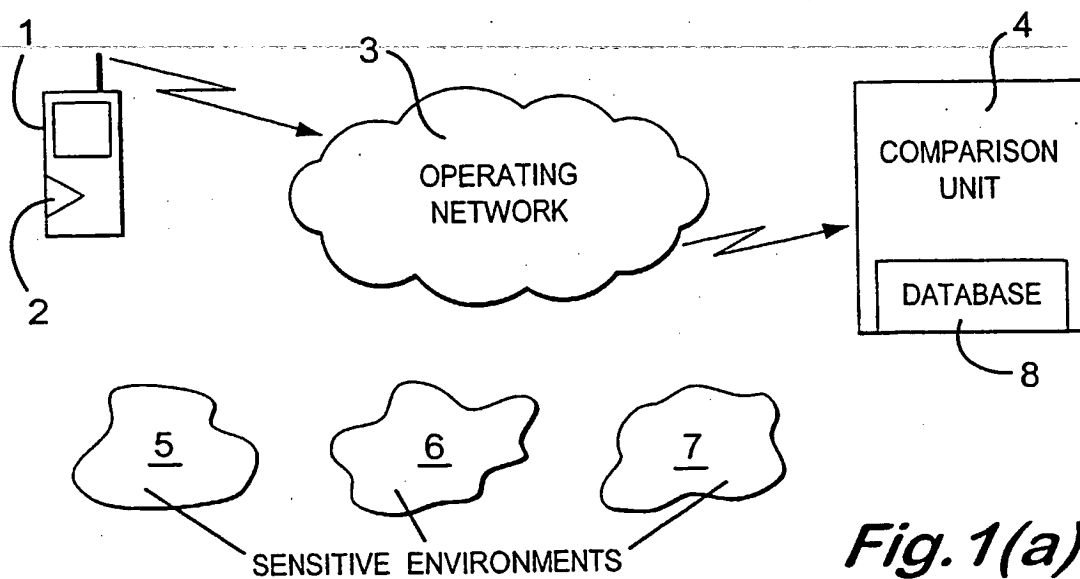 1
3
4
OPERATING
NETWORK
COMPARISON
UNIT
2
DATABASE
8
5
6
7
SENSITIVE ENVIRONMENTS
Fig.1(a)